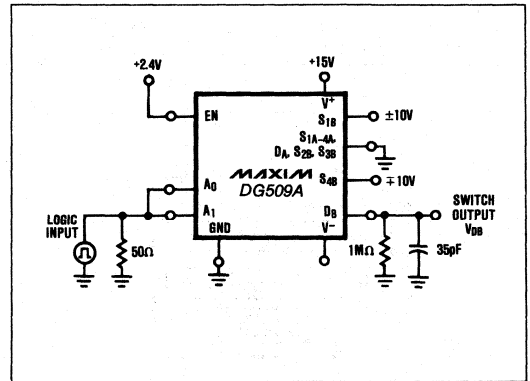 +2.4V
+15V
V+
EN
S1B
±10V
S1A-4A,
DA, S2B, S3B
MAXIM
DG509A
A0
S4B
∓10V
A1
DB
SWITCH
OUTPUT
VDB
LOGIC
INPUT
GND
V−
50Ω
1MΩ
35pF